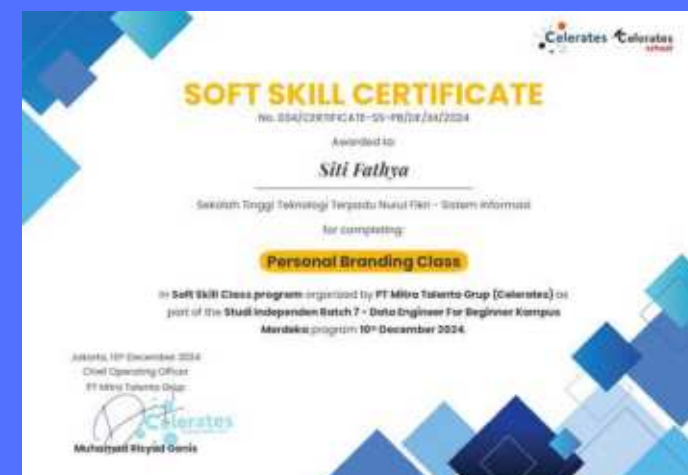 Celerates Celerates school
SOFT SKILL CERTIFICATE
Awarded to:
Siti Fathya
Sekolah Tinggi Teknologi Terpadu Nurul Fikri - Sistem Informasi
for completing:
Personal Branding Class
in Soft Skill Class program organized by PT Mitra Talenta Grup (Celerates) as
part of the Studi Independen Batch 7 - Data Engineer For Beginner Kampus
Merdeka program 10th December 2024
Jakarta, 10th December 2024
Chief Operating Officer
PT Mitra Talenta Grup
Celerates
Muhamad